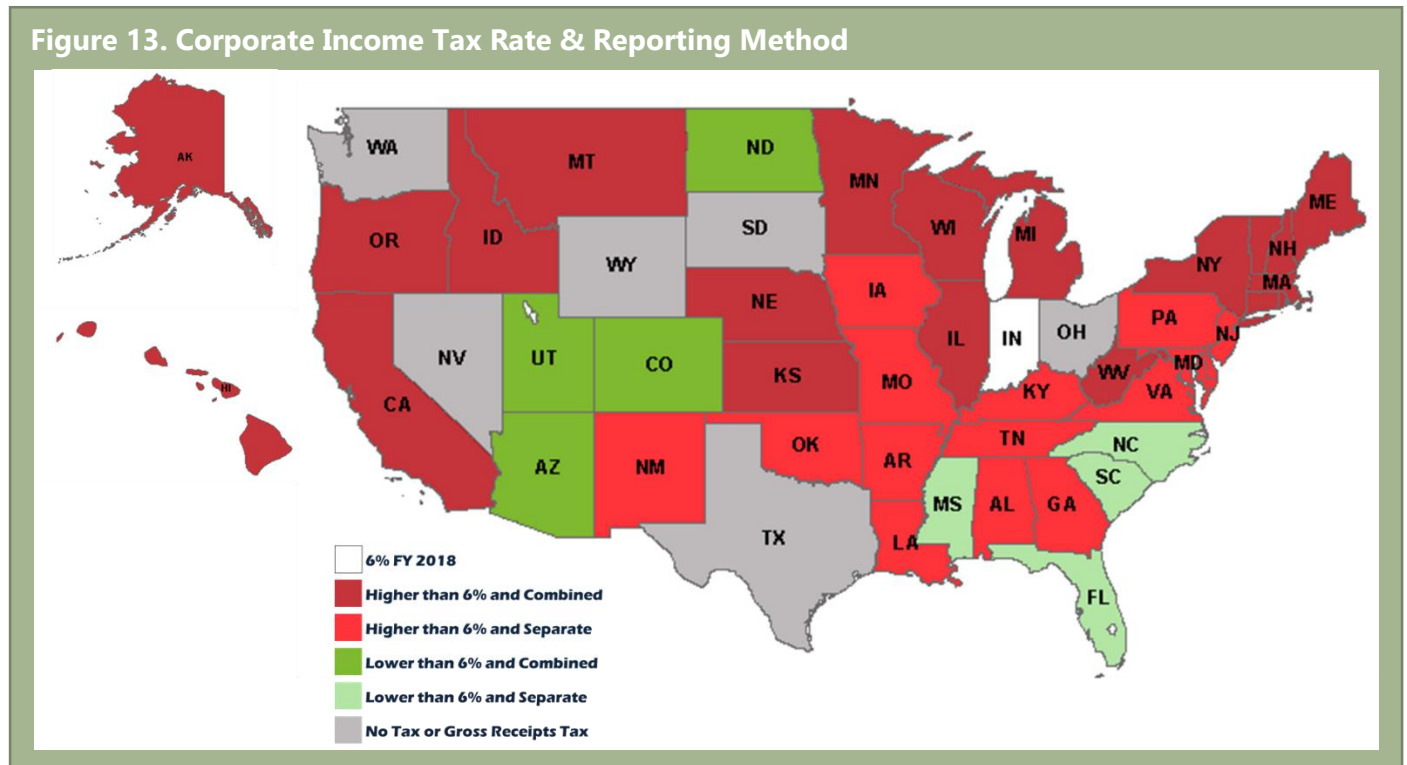 Figure 13. Corporate Income Tax Rate & Reporting Method
AK
WA
MT
ND
MN
ME
OR
ID
SD
WI
MI
NH
NY
MA
WY
IA
NE
PA
NJ
NV
UT
CO
IL
IN
OH
MD
KS
MO
WV
VA
KY
HI
CA
TN
NC
OK
AR
SC
AZ
NM
MS
AL
GA
TX
LA
FL
6% FY 2018
Higher than 6% and Combined
Higher than 6% and Separate
Lower than 6% and Combined
Lower than 6% and Separate
No Tax or Gross Receipts Tax